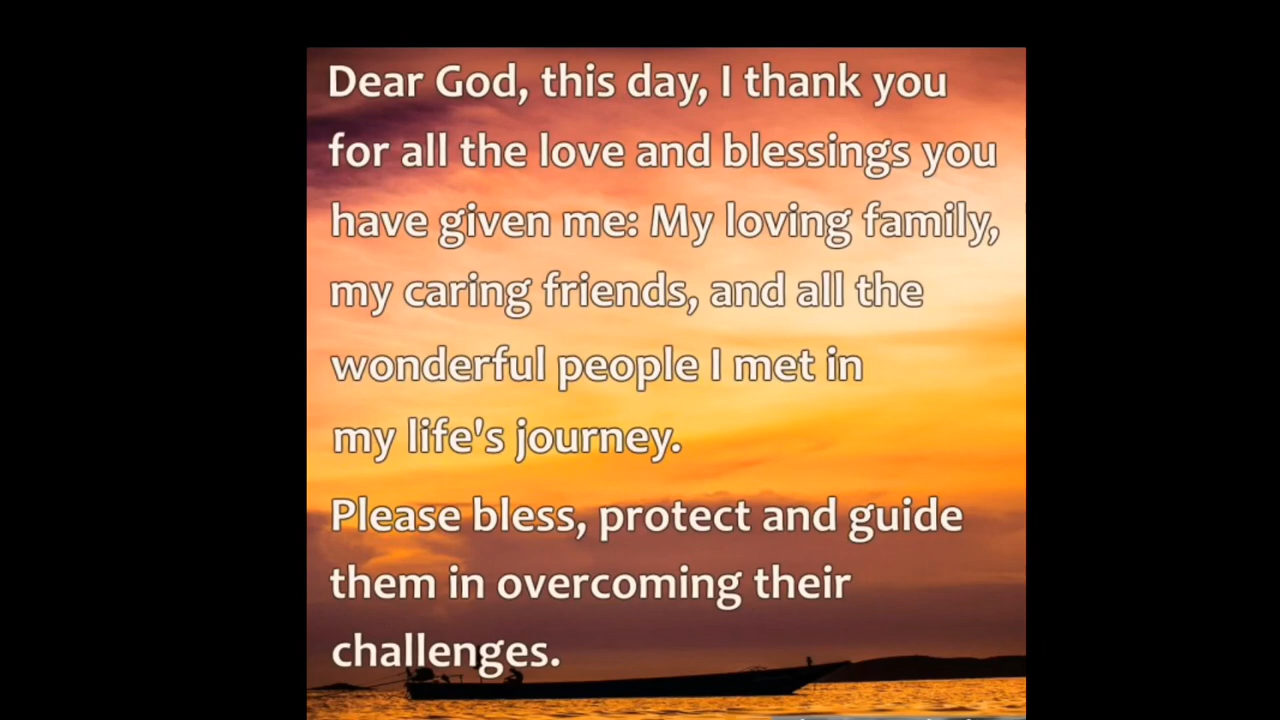 Dear God, this day, I thank you
for all the love and blessings you
have given me: My loving family,
my caring friends, and all the
wonderful people I met in
my life's journey.
Please bless, protect and guide
them in overcoming their
challenges.